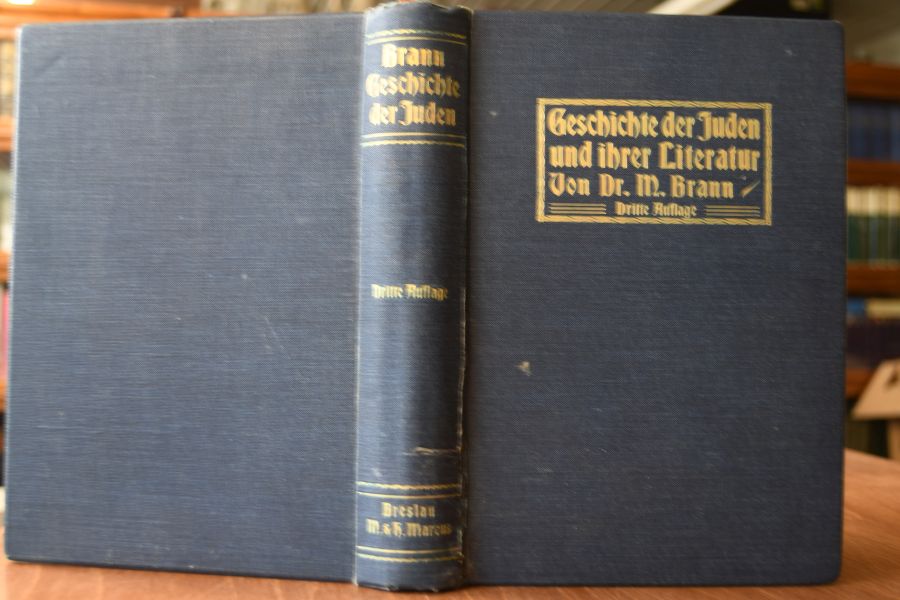 Brann
Geschichte
der Juden
Dritte Auflage
Breslau
M. & H. Marcus
Geschichte der Juden
und ihrer Literatur
Von Dr. M. Brann
Dritte Auflage